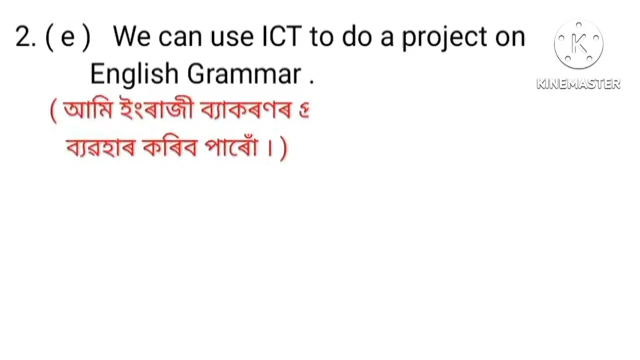 2. ( e ) We can use ICT to do a project on
English Grammar .
( আমি ইংৰাজী ব্যাকৰণৰ
ব্যৱহাৰ কৰিব পাৰোঁ । )
KINEMASTER